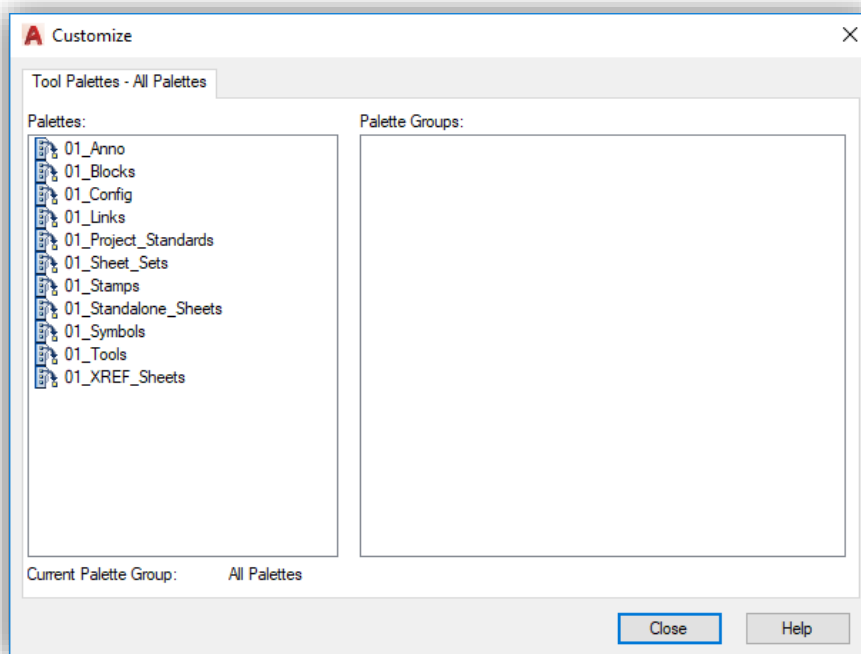 Customize
Tool Palettes - All Palettes
Palettes:
Palette Groups:
01_Anno
01_Blocks
01_Config
01_Links
01_Project_Standards
01_Sheet_Sets
01_Stamps
01_Standalone_Sheets
01_Symbols
01_Tools
01_XREF_Sheets
Current Palette Group: All Palettes
Close
Help